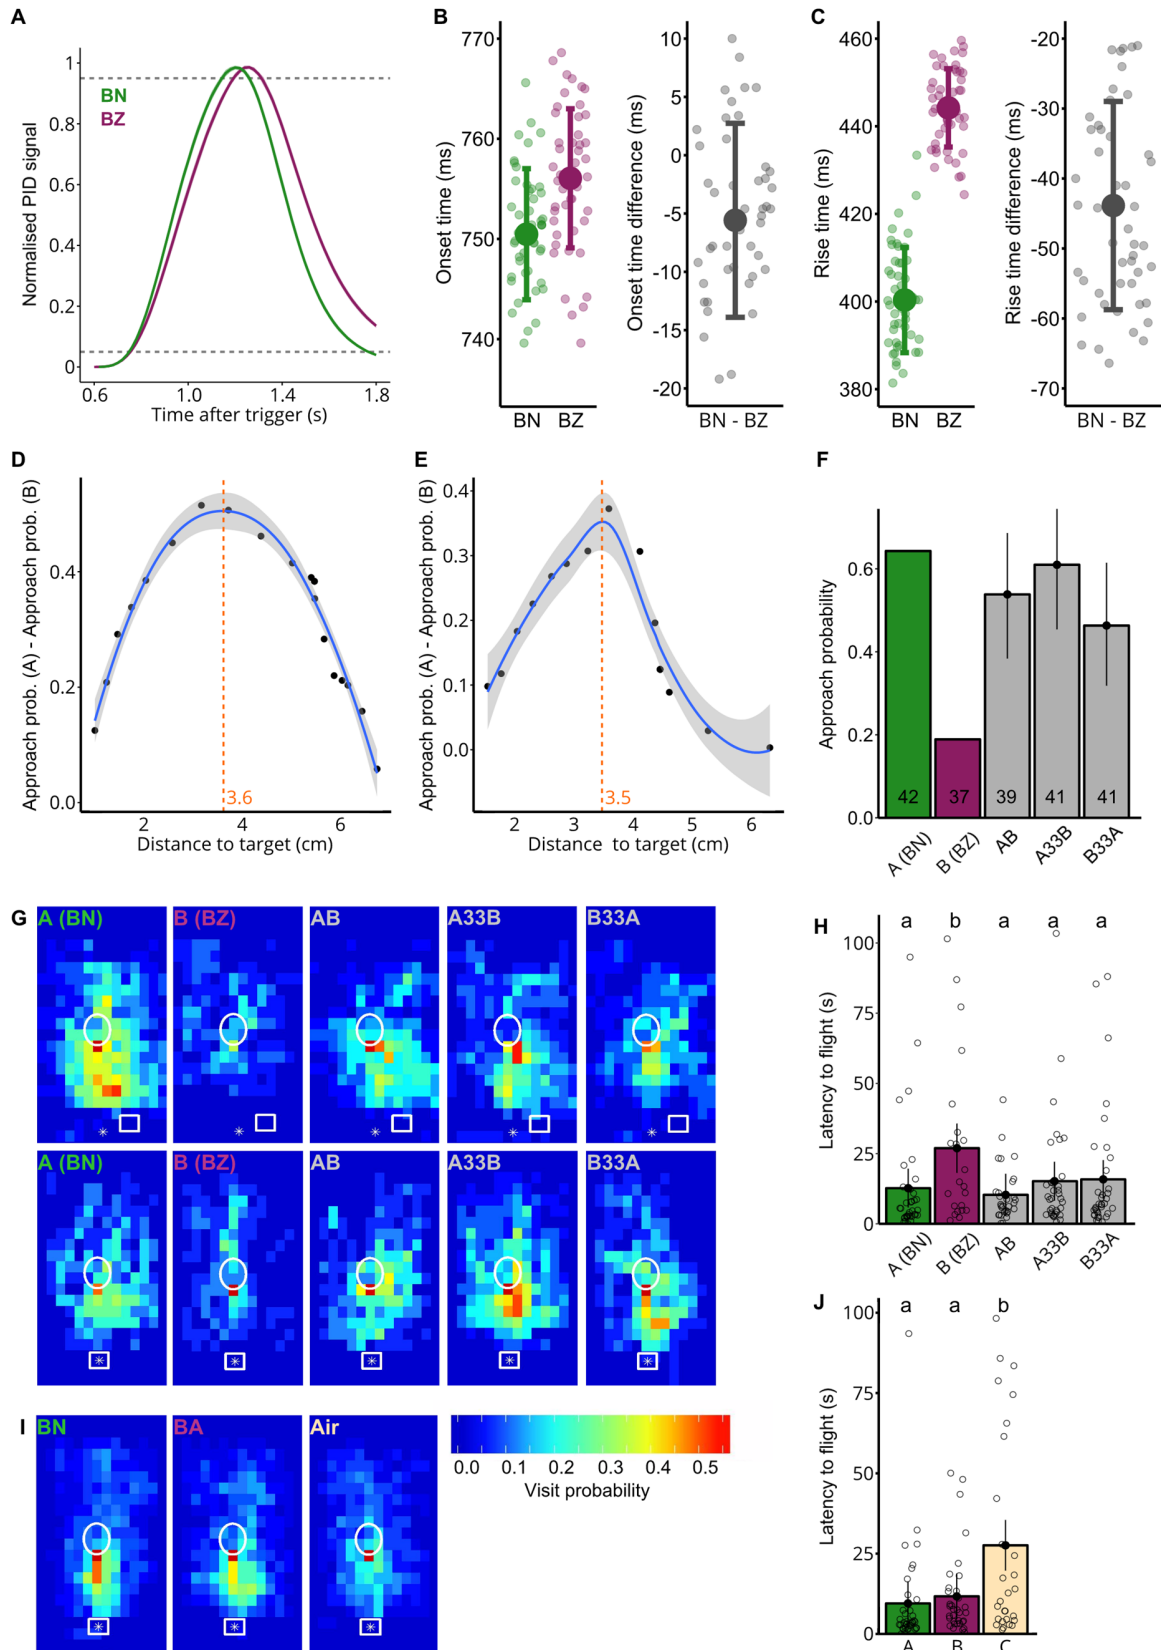 A
Normalised PID signal
1
0.8
0.6
0.4
0.2
0
BN
BZ
0.6
1.0
1.4
1.8
Time after trigger (s)
B
Onset time (ms)
770
760
750
740
BN BZ
Onset time difference (ms)
10
5
0
-5
-10
-15
-20
BN - BZ
C
Rise time (ms)
460
440
420
400
380
BN BZ
Rise time difference (ms)
-20
-30
-40
-50
-60
-70
BN - BZ
D
Approach prob. (A) - Approach prob. (B)
0.4
0.2
0.0
3.6
2
4
6
Distance to target (cm)
E
Approach prob. (A) - Approach prob. (B)
0.4
0.3
0.2
0.1
0.0
3.5
2
3
4
5
6
Distance to target (cm)
F
Approach probability
0.6
0.4
0.2
0.0
42
37
39
41
41
A (BN)
B (BZ)
AB
A33B
B33A
G
A (BN)
B (BZ)
AB
A33B
B33A
*
*
*
*
*
A (BN)
B (BZ)
AB
A33B
B33A
*
*
*
*
*
H
Latency to flight (s)
100
75
50
25
0
a
b
a
a
a
A (BN)
B (BZ)
AB
A33B
B33A
I
BN
BA
Air
*
*
*
0.0 0.1 0.2 0.3 0.4 0.5
Visit probability
J
Latency to flight (s)
100
75
50
25
0
a
a
b
A
B
C